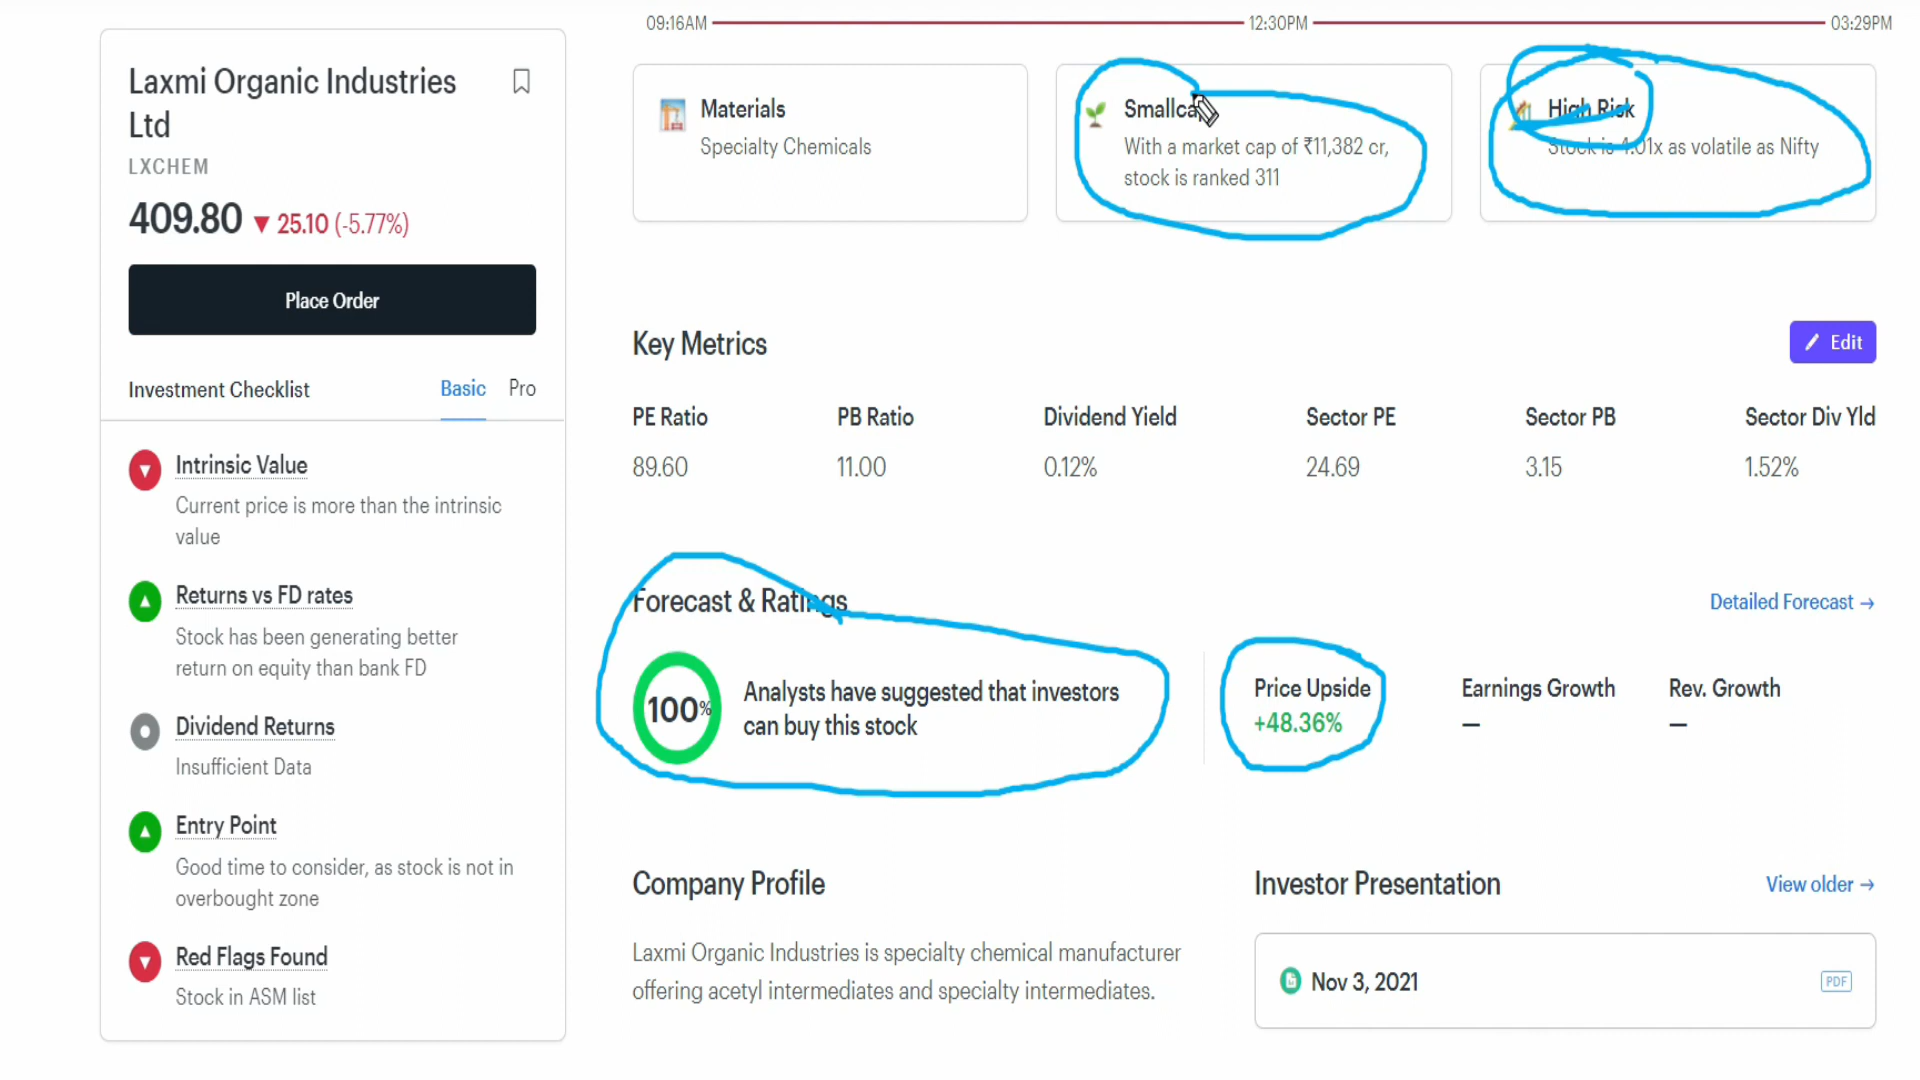 09:16AM
12:30PM
03:29PM
Laxmi Organic Industries
Ltd
LXCHEM
409.80 ▼ 25.10 (-5.77%)
Place Order
Investment Checklist
Basic
Pro
Intrinsic Value
Current price is more than the intrinsic
value
Returns vs FD rates
Stock has been generating better
return on equity than bank FD
Dividend Returns
Insufficient Data
Entry Point
Good time to consider, as stock is not in
overbought zone
Red Flags Found
Stock in ASM list
Materials
Specialty Chemicals
Smallca
With a market cap of ₹11,382 cr,
stock is ranked 311
High Risk
Stock is 4.01x as volatile as Nifty
Key Metrics
Edit
PE Ratio
89.60
PB Ratio
11.00
Dividend Yield
0.12%
Sector PE
24.69
Sector PB
3.15
Sector Div Yld
1.52%
Forecast & Ratings
Detailed Forecast →
100%
Analysts have suggested that investors
can buy this stock
Price Upside
+48.36%
Earnings Growth
—
Rev. Growth
—
Company Profile
Laxmi Organic Industries is specialty chemical manufacturer
offering acetyl intermediates and specialty intermediates.
Investor Presentation
View older →
Nov 3, 2021
PDF